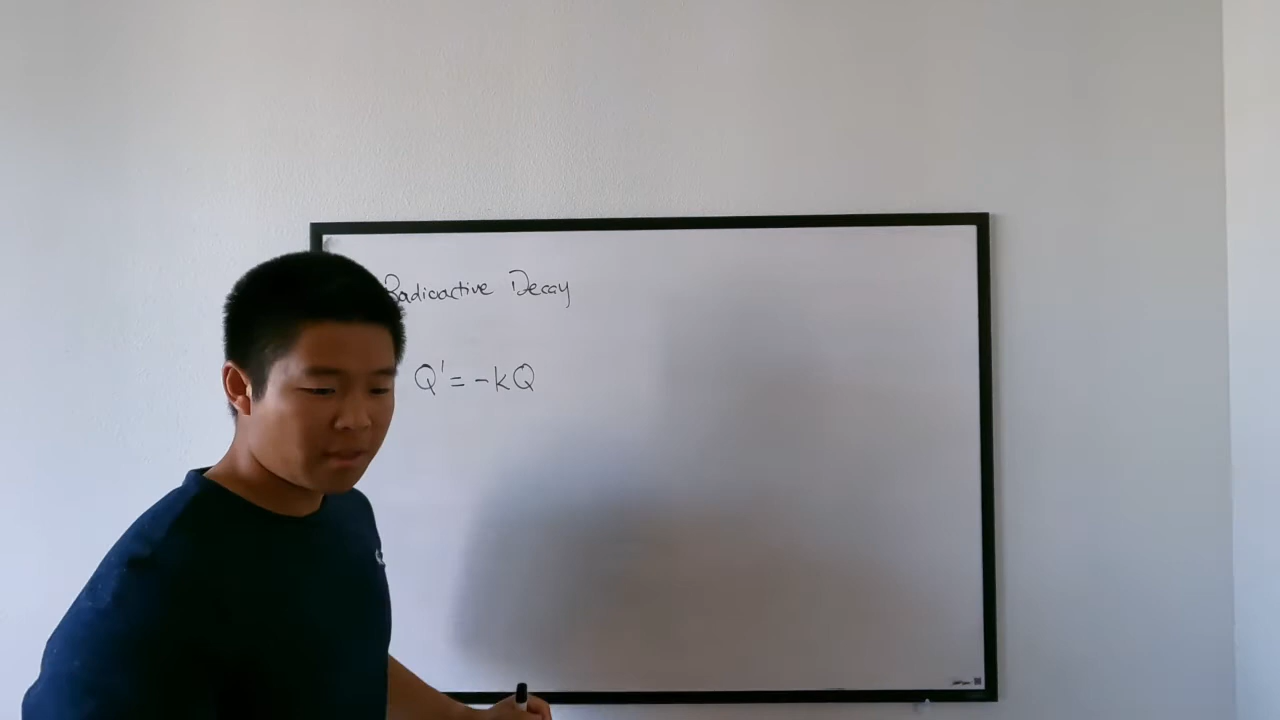 Radioactive Decay
Q' = -kQ